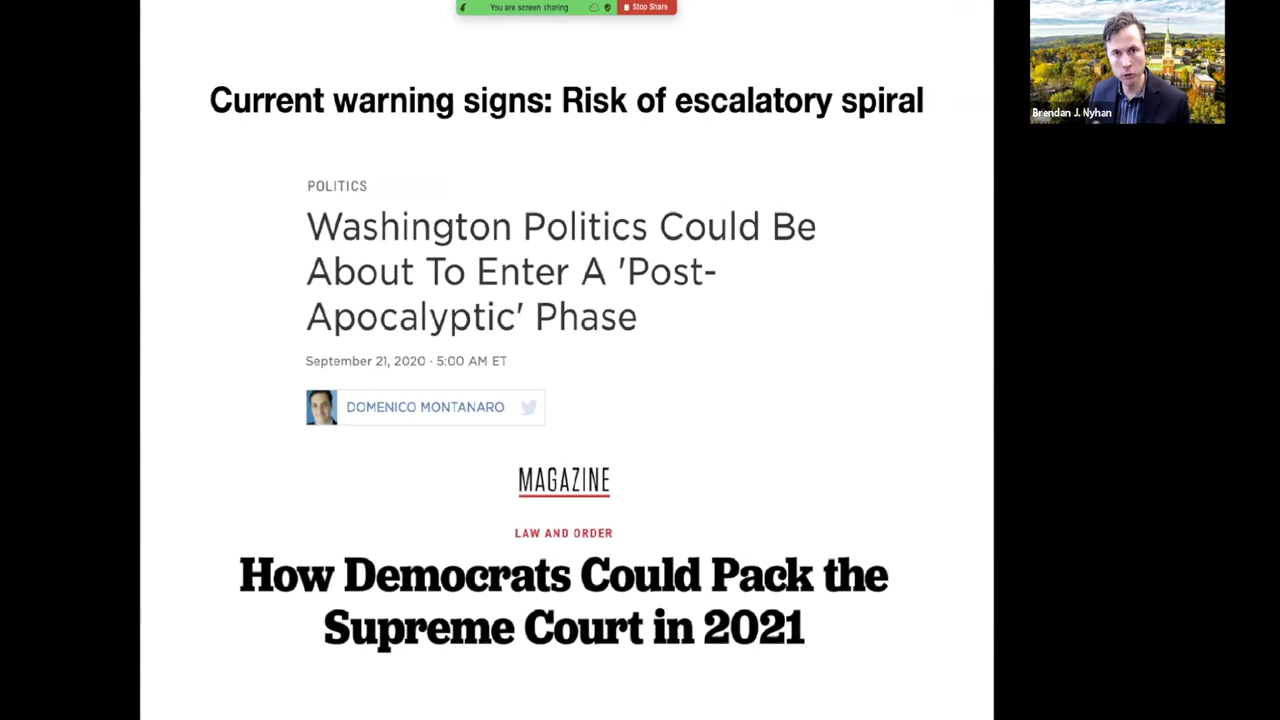 You are screen sharing
Stop Share
Current warning signs: Risk of escalatory spiral
Brendan J. Nyhan
POLITICS
Washington Politics Could Be
About To Enter A 'Post-
Apocalyptic' Phase
September 21, 2020 · 5:00 AM ET
DOMENICO MONTANARO
MAGAZINE
LAW AND ORDER
How Democrats Could Pack the
Supreme Court in 2021